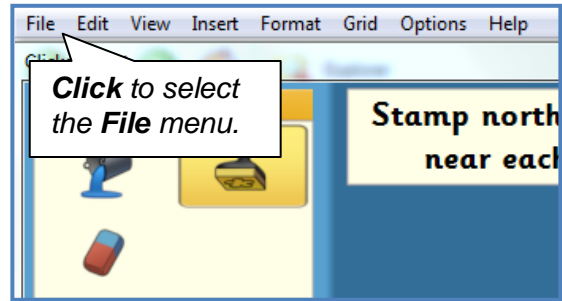 File Edit View Insert Format Grid Options Help
Click to select
the File menu.
Stamp north
near each